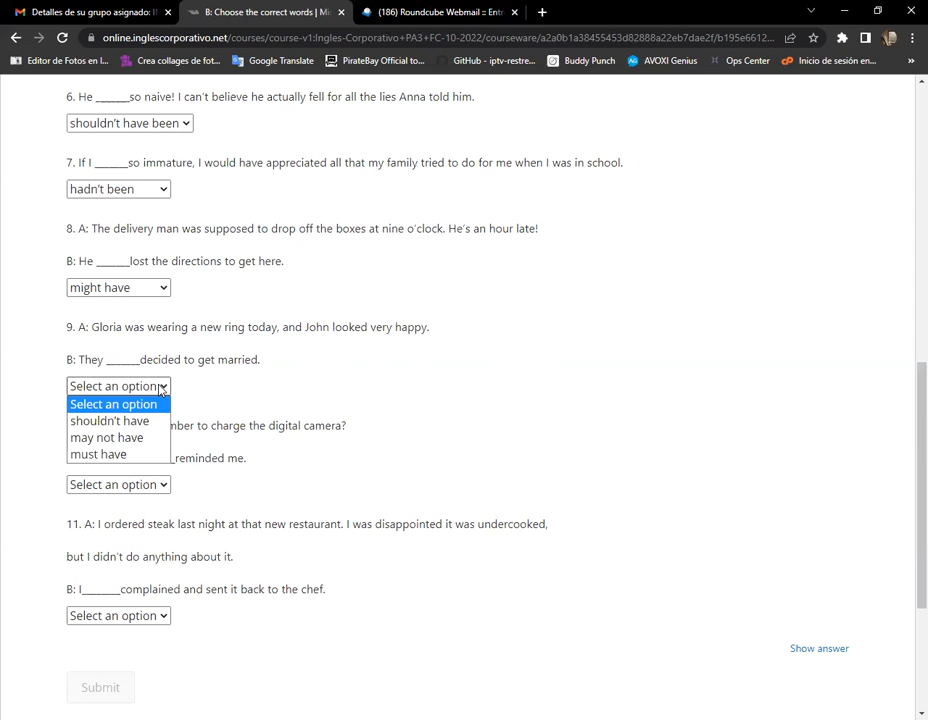 Detalles de su grupo asignado: I
B: Choose the correct words | Mi
(186) Roundcube Webmail :: Entr
online.inglescorporativo.net/courses/course-v1:Ingles-Corporativo+PA3+FC-10-2022/courseware/a2a0b1a38455453d82888a22eb7dae2f/b195e6612...
Editor de Fotos en l... Crea collages de fot... Google Translate PirateBay Official to... GitHub - iptv-restre... Buddy Punch AVOXI Genius Ops Center Inicio de sesión en... »
6. He ______so naive! I can't believe he actually fell for all the lies Anna told him.
shouldn't have been
7. If I ______so immature, I would have appreciated all that my family tried to do for me when I was in school.
hadn't been
8. A: The delivery man was supposed to drop off the boxes at nine o'clock. He's an hour late!
B: He ______lost the directions to get here.
might have
9. A: Gloria was wearing a new ring today, and John looked very happy.
B: They ______decided to get married.
Select an option
Select an option
shouldn't have
may not have
must have
mber to charge the digital camera?
_reminded me.
Select an option
11. A: I ordered steak last night at that new restaurant. I was disappointed it was undercooked,
but I didn't do anything about it.
B: I_______complained and sent it back to the chef.
Select an option
Show answer
Submit